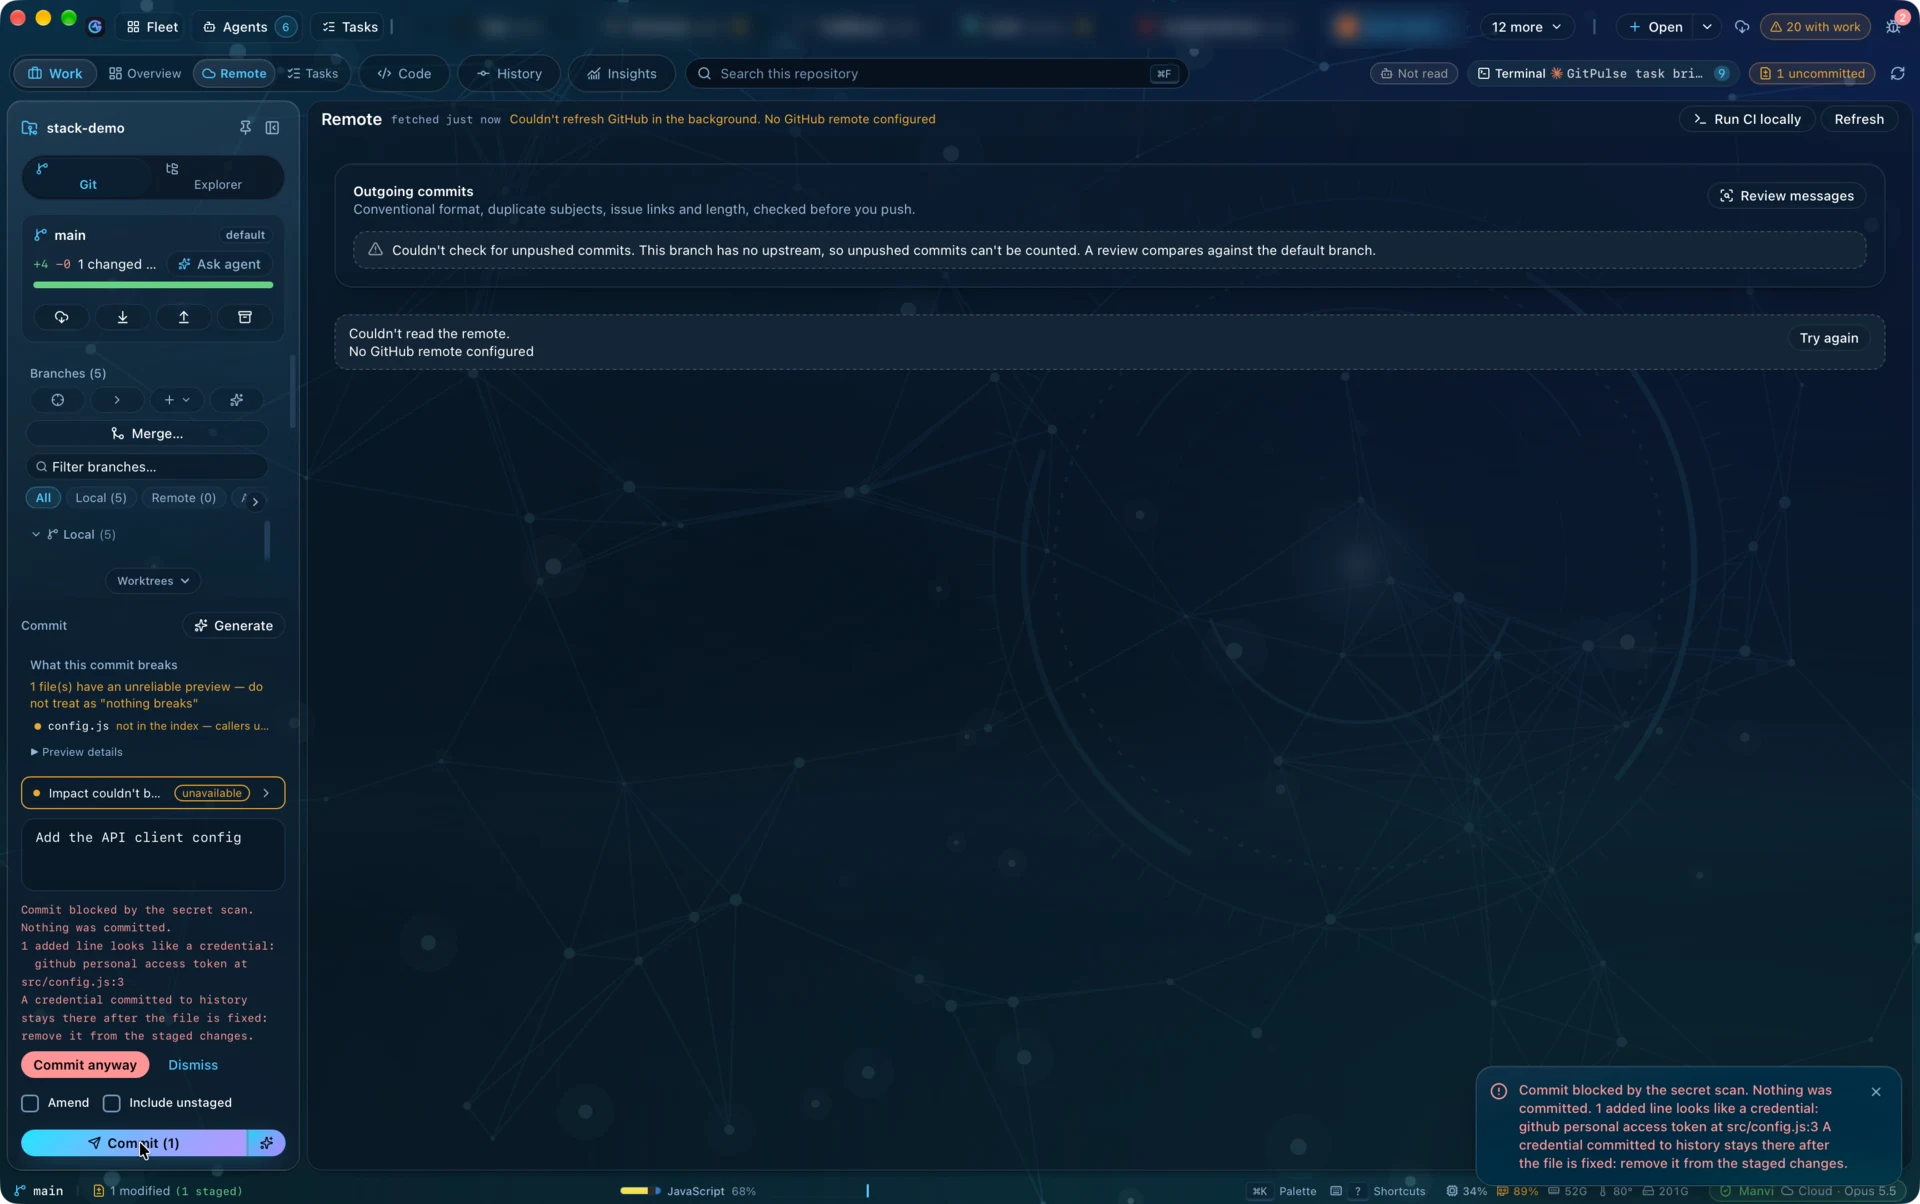 Fleet
Agents 6
Tasks
12 more
Open
20 with work
2
Work
Overview
Remote
Tasks
Code
History
Insights
Search this repository
⌘F
Not read
Terminal
GitPulse task bri...
9
1 uncommitted
stack-demo
Git
Explorer
main
default
+4 −0 1 changed ...
Ask agent
Branches (5)
Merge...
Filter branches...
All
Local (5)
Remote (0)
Local (5)
Worktrees
Commit
Generate
What this commit breaks
1 file(s) have an unreliable preview — do
not treat as "nothing breaks"
config.js not in the index — callers u...
Preview details
Impact couldn't b...
unavailable
Add the API client config
Commit blocked by the secret scan.
Nothing was committed.
1 added line looks like a credential:
github personal access token at
src/config.js:3
A credential committed to history
stays there after the file is fixed:
remove it from the staged changes.
Commit anyway
Dismiss
Amend
Include unstaged
Commit (1)
Remote
fetched just now
Couldn't refresh GitHub in the background. No GitHub remote configured
Run CI locally
Refresh
Outgoing commits
Conventional format, duplicate subjects, issue links and length, checked before you push.
Review messages
Couldn't check for unpushed commits. This branch has no upstream, so unpushed commits can't be counted. A review compares against the default branch.
Couldn't read the remote.
No GitHub remote configured
Try again
Commit blocked by the secret scan. Nothing was
committed. 1 added line looks like a credential:
github personal access token at src/config.js:3 A
credential committed to history stays there after
the file is fixed: remove it from the staged changes.
main
1 modified (1 staged)
JavaScript 68%
⌘K Palette
? Shortcuts
34%
89%
52G
80°
201G
Manvi
Cloud · Opus 5.5